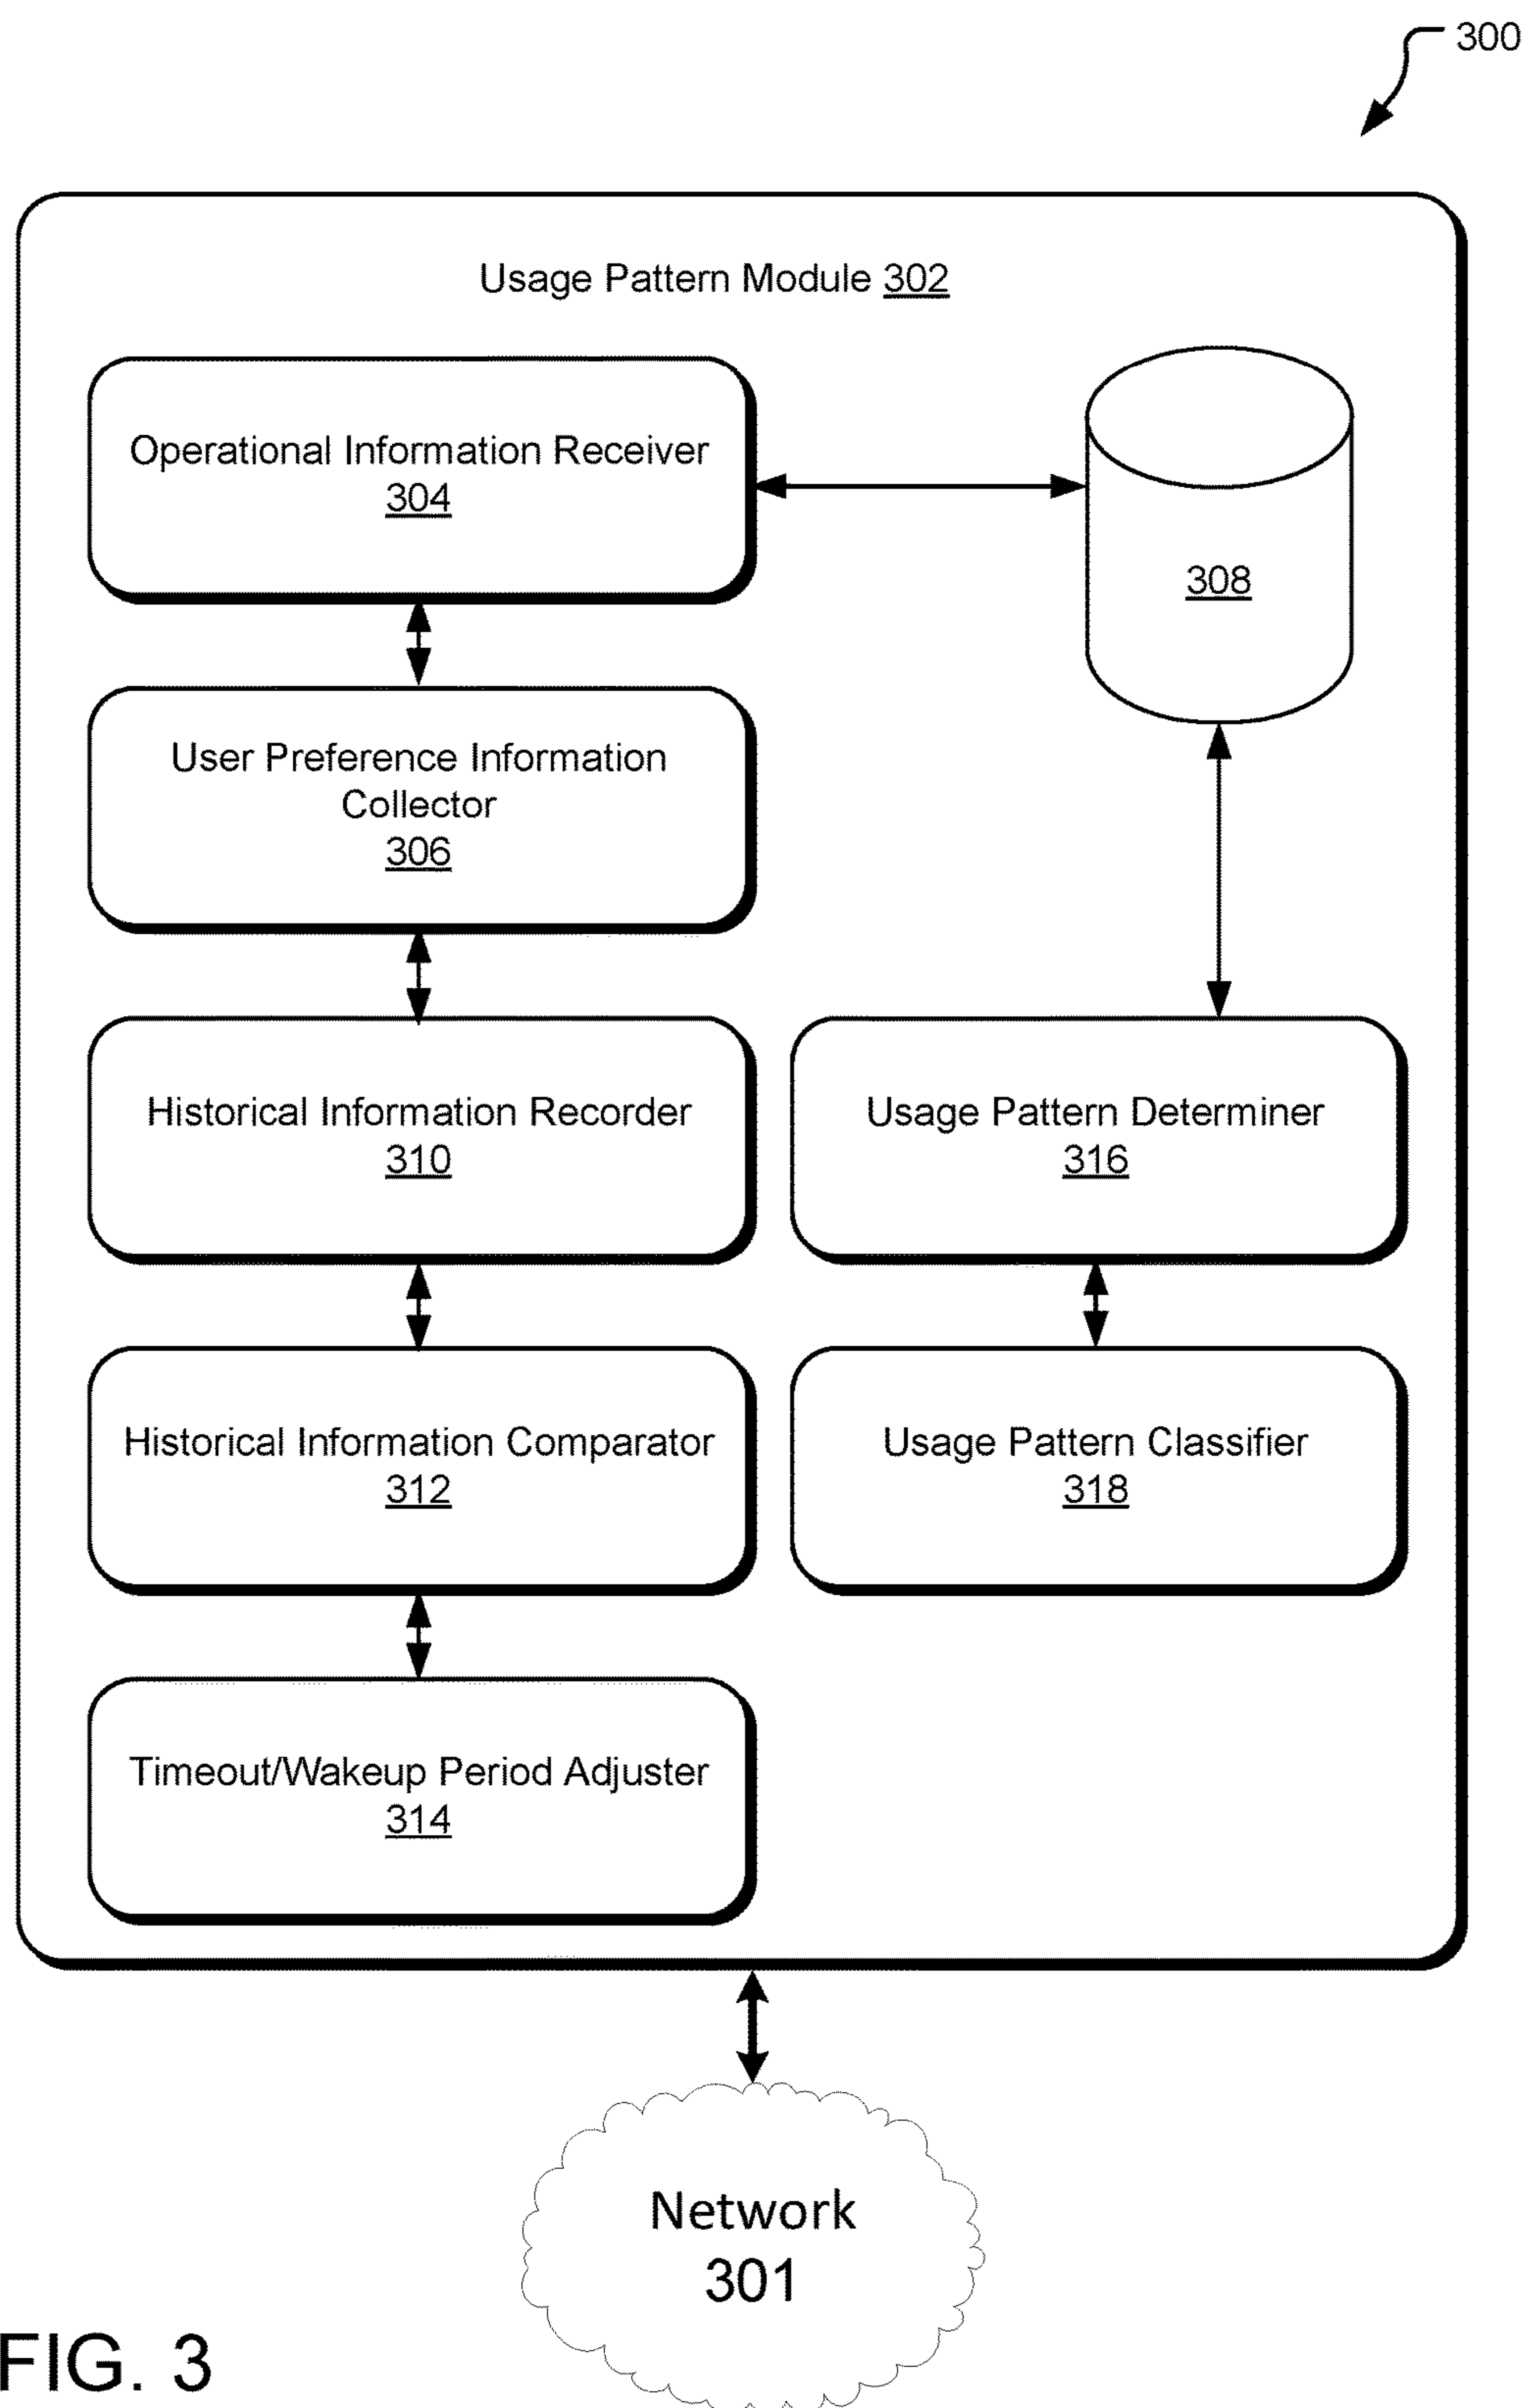 300
Usage Pattern Module 302
Operational Information Receiver
304
308
User Preference Information
Collector
306
Historical Information Recorder
310
Usage Pattern Determiner
316
Historical Information Comparator
312
Usage Pattern Classifier
318
Timeout/Wakeup Period Adjuster
314
Network
301
FIG. 3